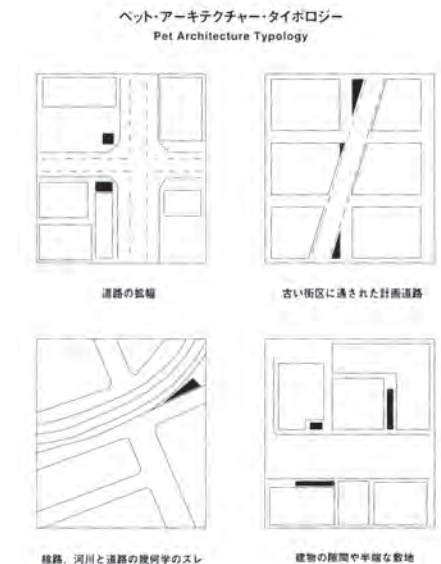 ペット・アーキテクチャー・タイポロジー
Pet Architecture Typology
道路の拡幅
古い街区に通された計画道路
線路、河川と道路の幾何学のズレ
建物の隙間や半端な敷地